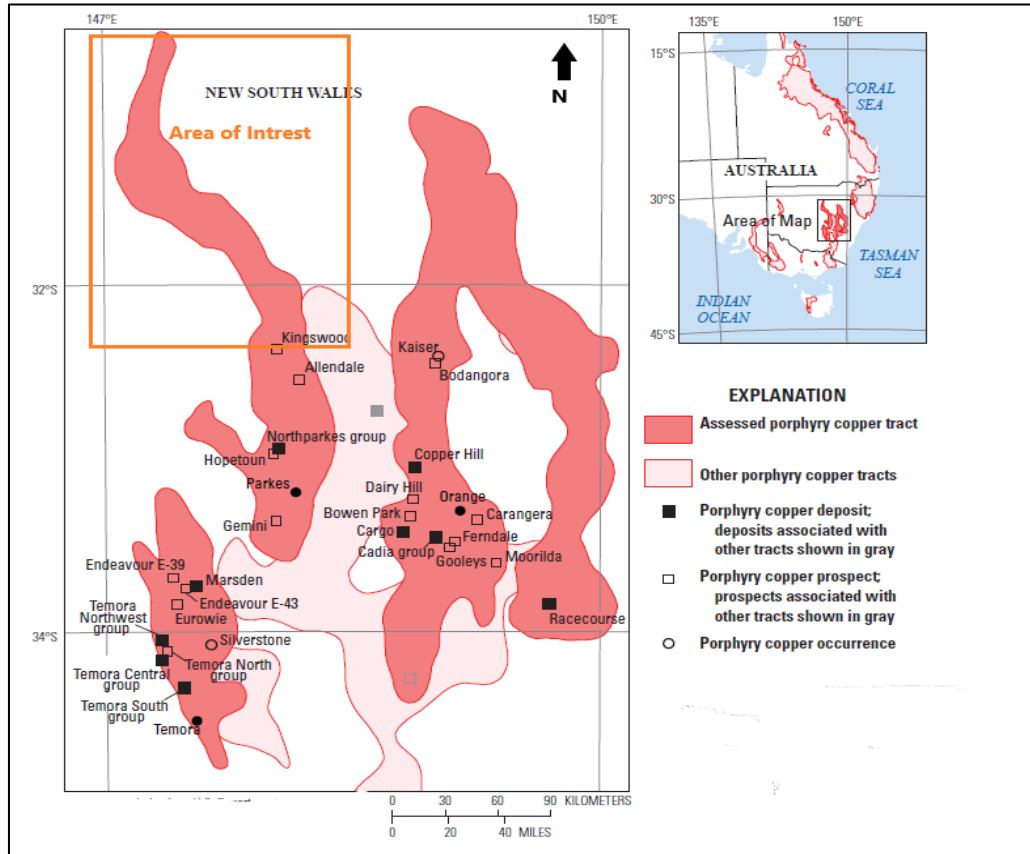 147°E
150°E
NEW SOUTH WALES
Area of Intrest
N
32°S
34°S
Kingswood
Allendale
Kaiser
Bodangora
Northparkes group
Hopetoun
Parkes
Gemini
Copper Hill
Dairy Hill
Orange
Bowen Park
Carangera
Cargo
Ferndale
Cadia group
Gooleys
Moorilda
Racecourse
Endeavour E-39
Marsden
Endeavour E-43
Temora
Northwest group
Eurowie
Silverstone
Temora North
group
Temora Central
group
Temora South
group
Temora
0 30 60 90 KILOMETERS
0 20 40 MILES
135°E
150°E
15°S
30°S
45°S
CORAL
SEA
AUSTRALIA
Area of Map
TASMAN
SEA
INDIAN
OCEAN
EXPLANATION
Assessed porphyry copper tract
Other porphyry copper tracts
Porphyry copper deposit;
deposits associated with
other tracts shown in gray
Porphyry copper prospect;
prospects associated with
other tracts shown in gray
Porphyry copper occurrence